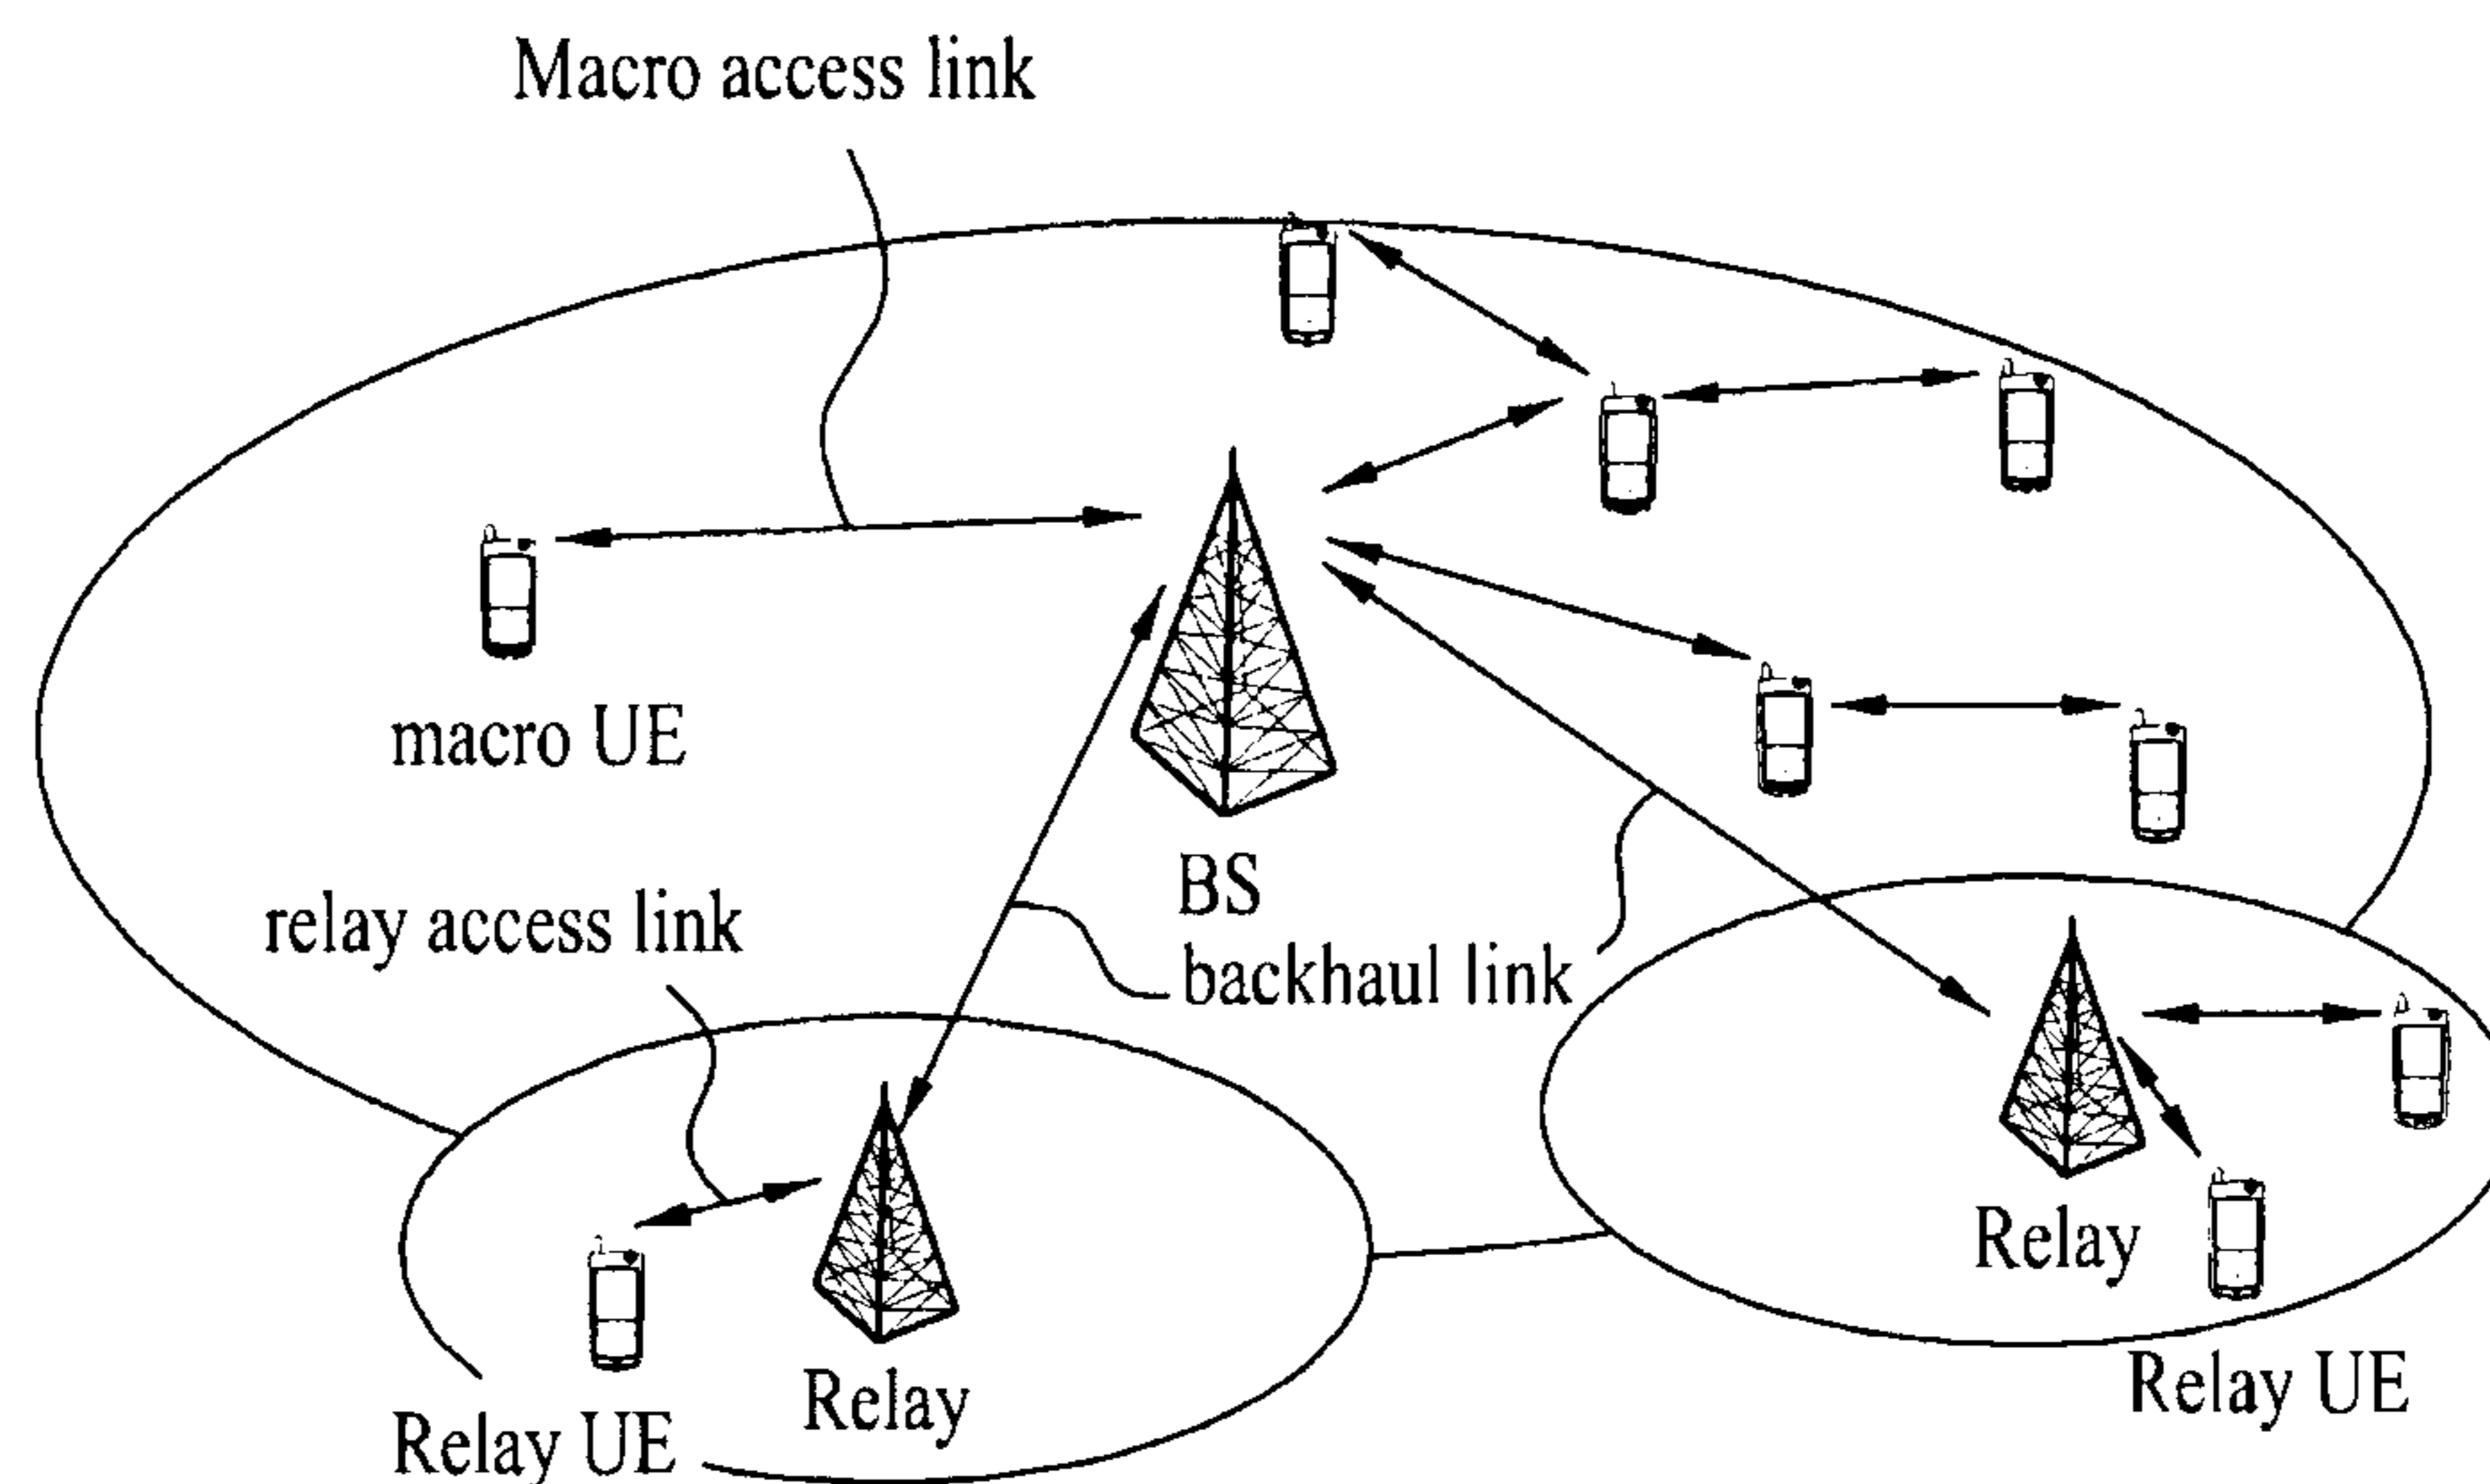 Macro access link
macro UE
BS
relay access link
backhaul link
Relay
Relay UE
Relay
Relay UE